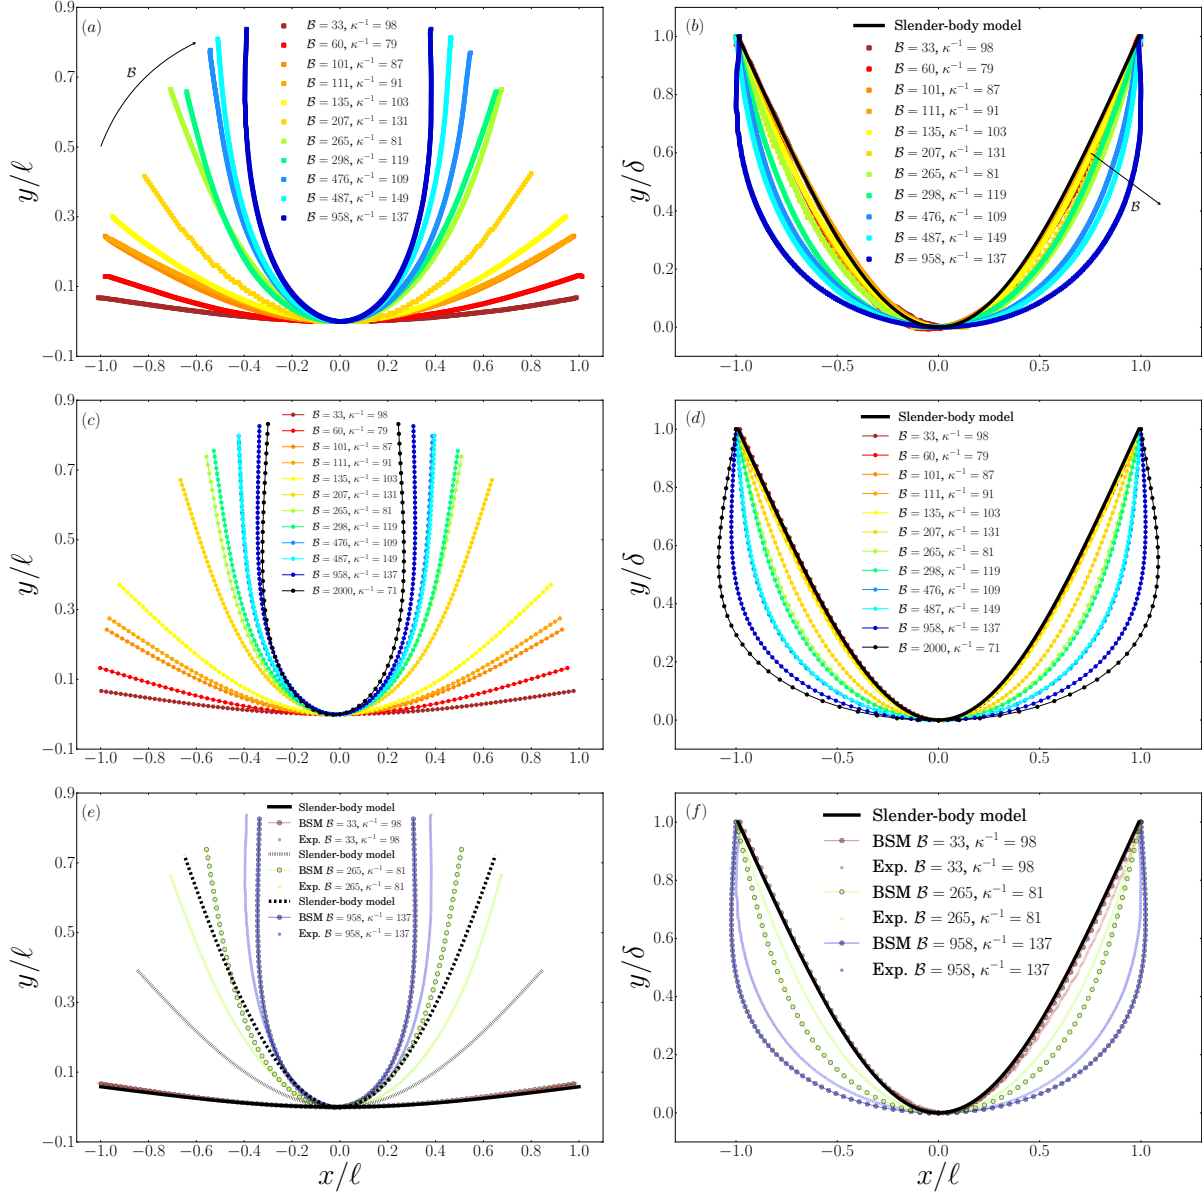 (a)
y/ℓ
0.9
0.7
0.5
0.3
0.1
−0.1
ℬ
ℬ = 33, κ⁻¹ = 98
ℬ = 60, κ⁻¹ = 79
ℬ = 101, κ⁻¹ = 87
ℬ = 111, κ⁻¹ = 91
ℬ = 135, κ⁻¹ = 103
ℬ = 207, κ⁻¹ = 131
ℬ = 265, κ⁻¹ = 81
ℬ = 298, κ⁻¹ = 119
ℬ = 476, κ⁻¹ = 109
ℬ = 487, κ⁻¹ = 149
ℬ = 958, κ⁻¹ = 137
−1.0 −0.8 −0.6 −0.4 −0.2 0.0 0.2 0.4 0.6 0.8 1.0
(b)
y/δ
1.0
0.8
0.6
0.4
0.2
0.0
Slender-body model
ℬ = 33, κ⁻¹ = 98
ℬ = 60, κ⁻¹ = 79
ℬ = 101, κ⁻¹ = 87
ℬ = 111, κ⁻¹ = 91
ℬ = 135, κ⁻¹ = 103
ℬ = 207, κ⁻¹ = 131
ℬ = 265, κ⁻¹ = 81
ℬ = 298, κ⁻¹ = 119
ℬ = 476, κ⁻¹ = 109
ℬ = 487, κ⁻¹ = 149
ℬ = 958, κ⁻¹ = 137
ℬ
−1.0 −0.5 0.0 0.5 1.0
(c)
y/ℓ
0.9
0.7
0.5
0.3
0.1
−0.1
ℬ = 33, κ⁻¹ = 98
ℬ = 60, κ⁻¹ = 79
ℬ = 101, κ⁻¹ = 87
ℬ = 111, κ⁻¹ = 91
ℬ = 135, κ⁻¹ = 103
ℬ = 207, κ⁻¹ = 131
ℬ = 265, κ⁻¹ = 81
ℬ = 298, κ⁻¹ = 119
ℬ = 476, κ⁻¹ = 109
ℬ = 487, κ⁻¹ = 149
ℬ = 958, κ⁻¹ = 137
ℬ = 2000, κ⁻¹ = 71
−1.0 −0.8 −0.6 −0.4 −0.2 0.0 0.2 0.4 0.6 0.8 1.0
(d)
y/δ
1.0
0.8
0.6
0.4
0.2
0.0
Slender-body model
ℬ = 33, κ⁻¹ = 98
ℬ = 60, κ⁻¹ = 79
ℬ = 101, κ⁻¹ = 87
ℬ = 111, κ⁻¹ = 91
ℬ = 135, κ⁻¹ = 103
ℬ = 207, κ⁻¹ = 131
ℬ = 265, κ⁻¹ = 81
ℬ = 298, κ⁻¹ = 119
ℬ = 476, κ⁻¹ = 109
ℬ = 487, κ⁻¹ = 149
ℬ = 958, κ⁻¹ = 137
ℬ = 2000, κ⁻¹ = 71
−1.0 −0.5 0.0 0.5 1.0
(e)
y/ℓ
0.9
0.7
0.5
0.3
0.1
−0.1
Slender-body model
BSM ℬ = 33, κ⁻¹ = 98
Exp. ℬ = 33, κ⁻¹ = 98
Slender-body model
BSM ℬ = 265, κ⁻¹ = 81
Exp. ℬ = 265, κ⁻¹ = 81
Slender-body model
BSM ℬ = 958, κ⁻¹ = 137
Exp. ℬ = 958, κ⁻¹ = 137
−1.0 −0.8 −0.6 −0.4 −0.2 0.0 0.2 0.4 0.6 0.8 1.0
x/ℓ
(f)
y/δ
1.0
0.8
0.6
0.4
0.2
0.0
Slender-body model
BSM ℬ = 33, κ⁻¹ = 98
Exp. ℬ = 33, κ⁻¹ = 98
BSM ℬ = 265, κ⁻¹ = 81
Exp. ℬ = 265, κ⁻¹ = 81
BSM ℬ = 958, κ⁻¹ = 137
Exp. ℬ = 958, κ⁻¹ = 137
−1.0 −0.5 0.0 0.5 1.0
x/ℓ